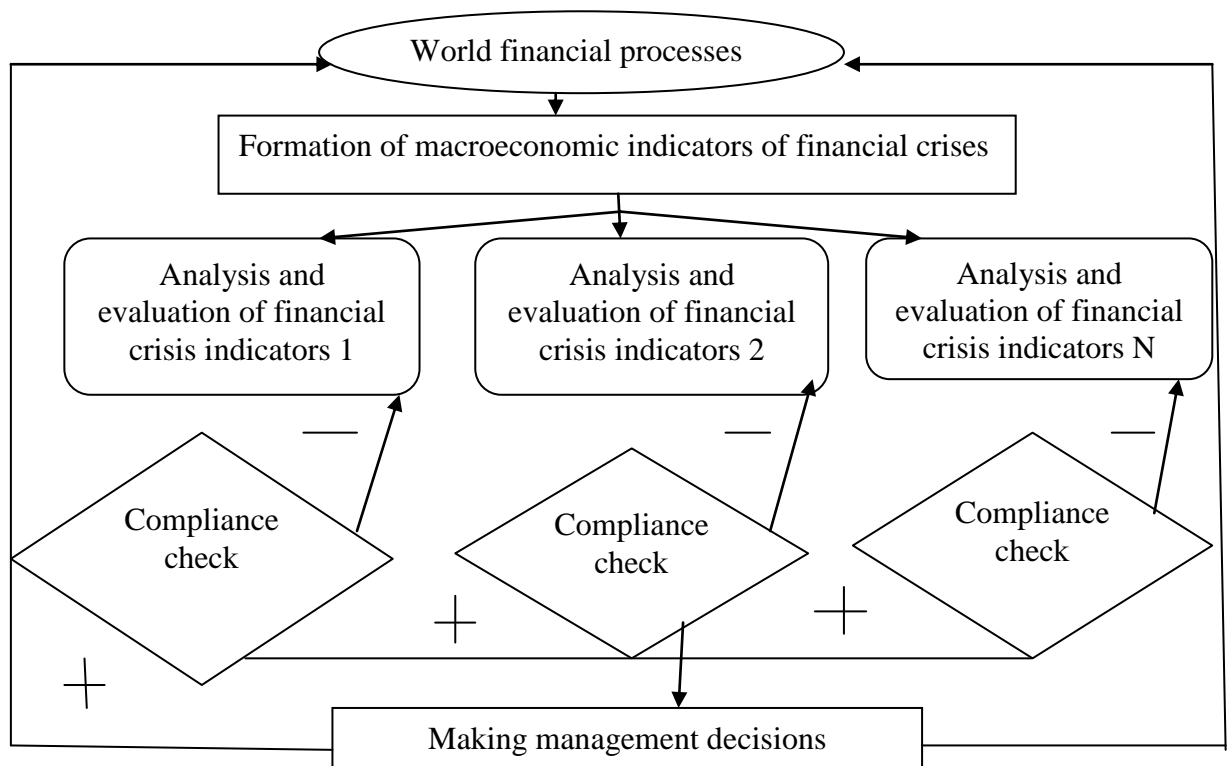 World financial processes
Formation of macroeconomic indicators of financial crises
Analysis and
evaluation of financial
crisis indicators 1
Analysis and
evaluation of financial
crisis indicators 2
Analysis and
evaluation of financial
crisis indicators N
Compliance
check
Compliance
check
Compliance
check
Making management decisions